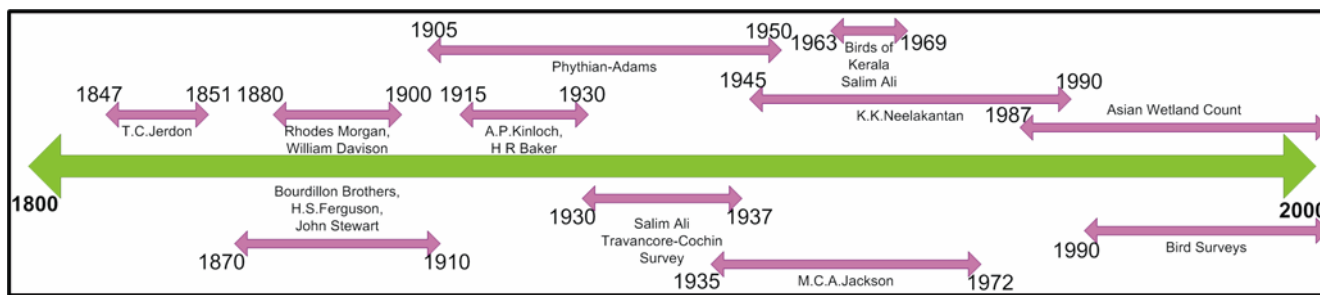 1905
1950
1963
1969
Birds of
Kerala
Salim Ali
Phythian-Adams
1847
1851
1880
1900
1915
1930
1945
1990
T.C.Jerdon
Rhodes Morgan,
William Davison
A.P.Kinloch,
H R Baker
K.K.Neelakantan
1987
Asian Wetland Count
1800
2000
Bourdillon Brothers,
H.S.Ferguson,
John Stewart
1870
1910
1930
1937
Salim Ali
Travancore-Cochin
Survey
1935
1972
M.C.A.Jackson
1990
Bird Surveys